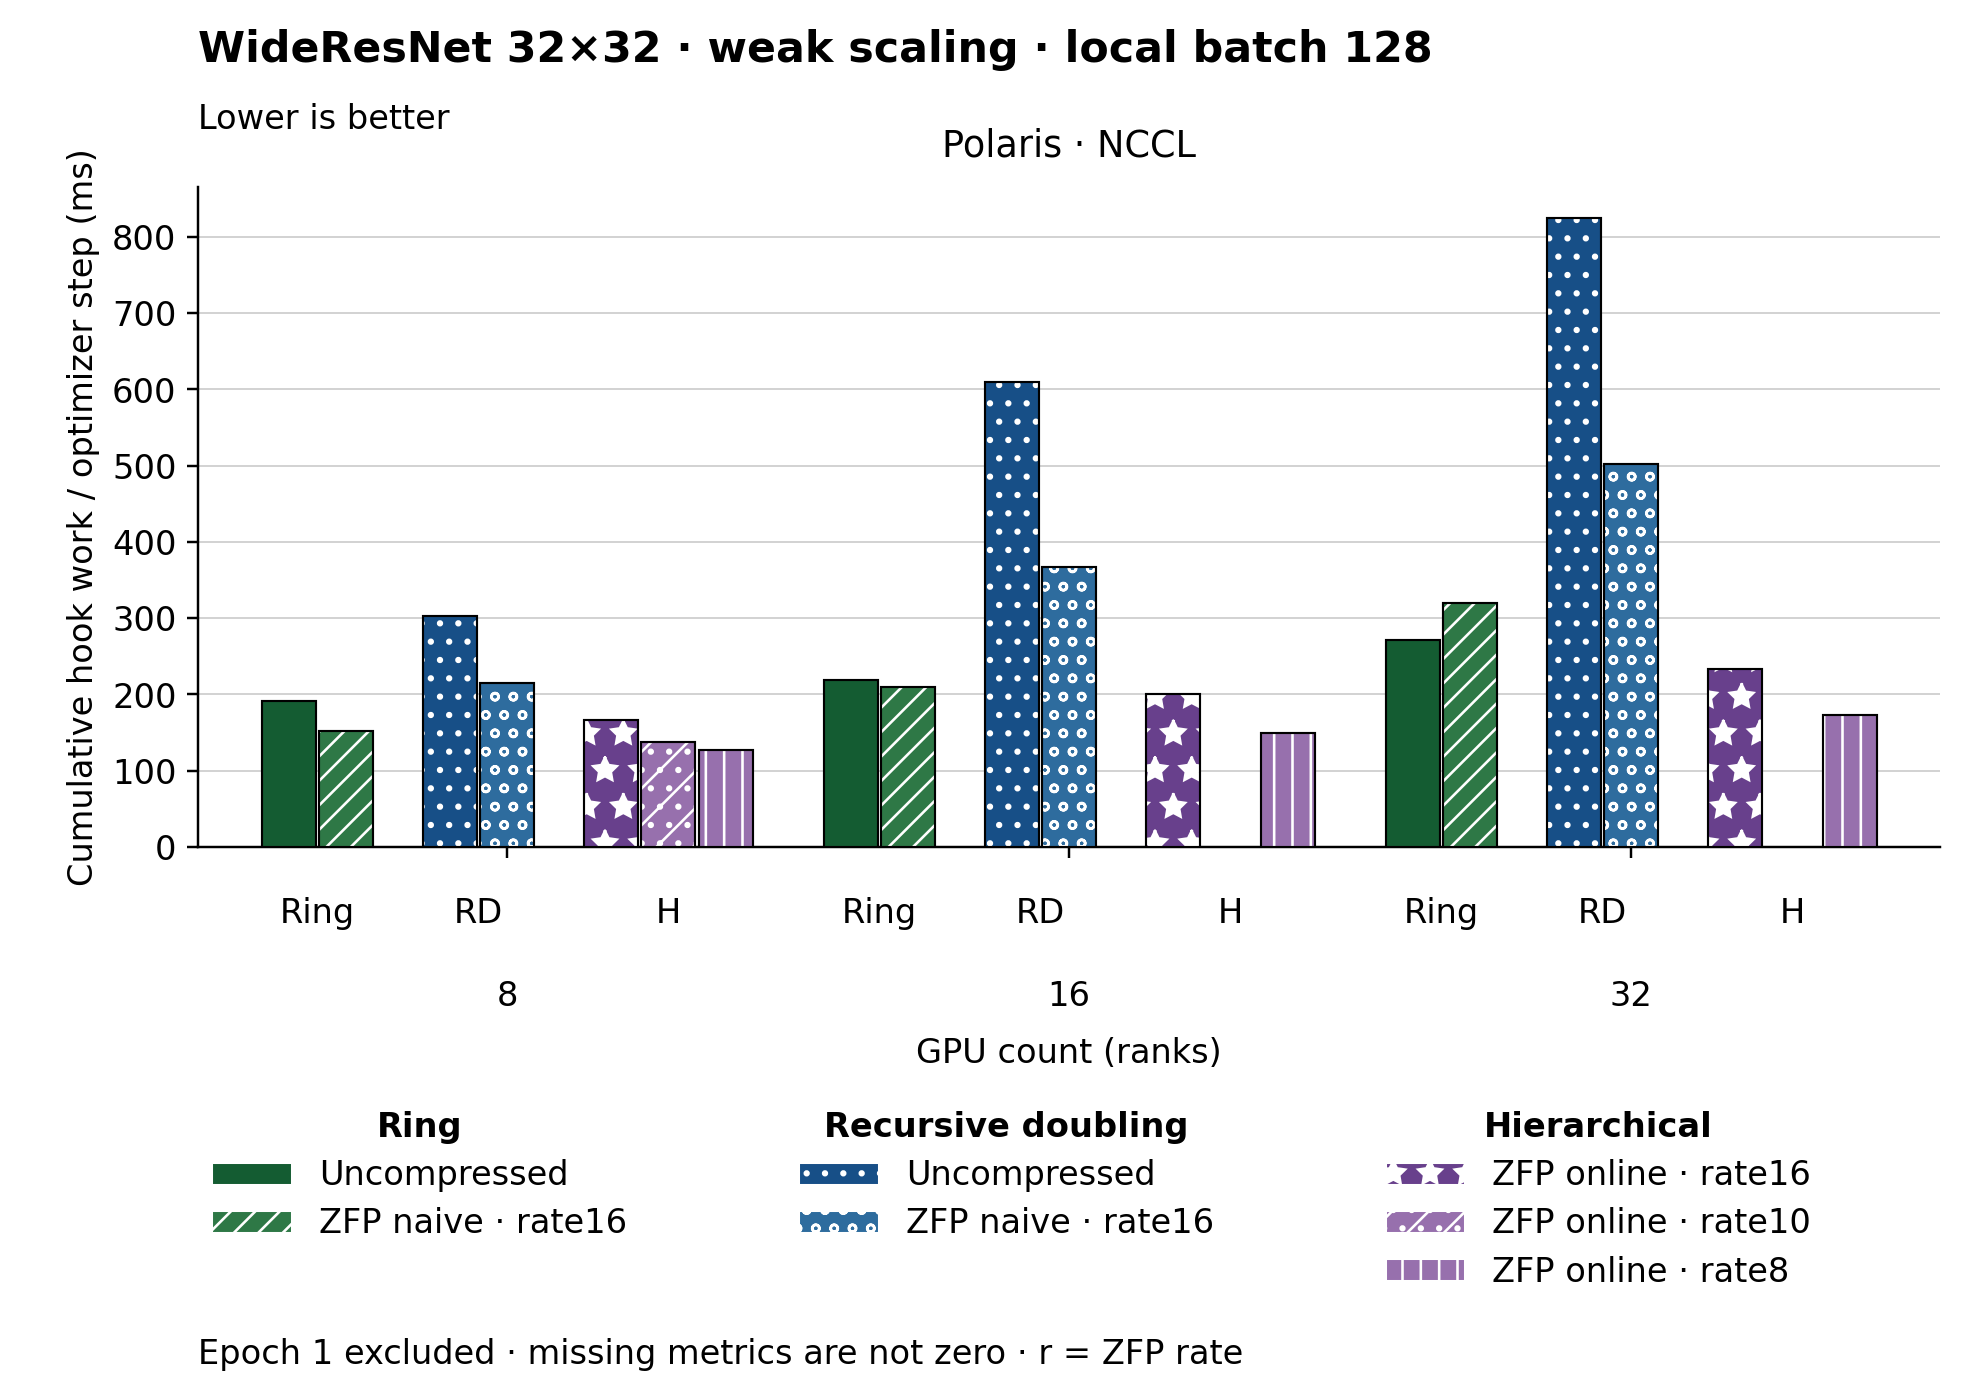 WideResNet 32×32 · weak scaling · local batch 128
Lower is better
Polaris · NCCL
Cumulative hook work / optimizer step (ms)
800
700
600
500
400
300
200
100
0
Ring RD H Ring RD H Ring RD H
8 16 32
GPU count (ranks)
Ring
Uncompressed
ZFP naive · rate16
Recursive doubling
Uncompressed
ZFP naive · rate16
Hierarchical
ZFP online · rate16
ZFP online · rate10
ZFP online · rate8
Epoch 1 excluded · missing metrics are not zero · r = ZFP rate